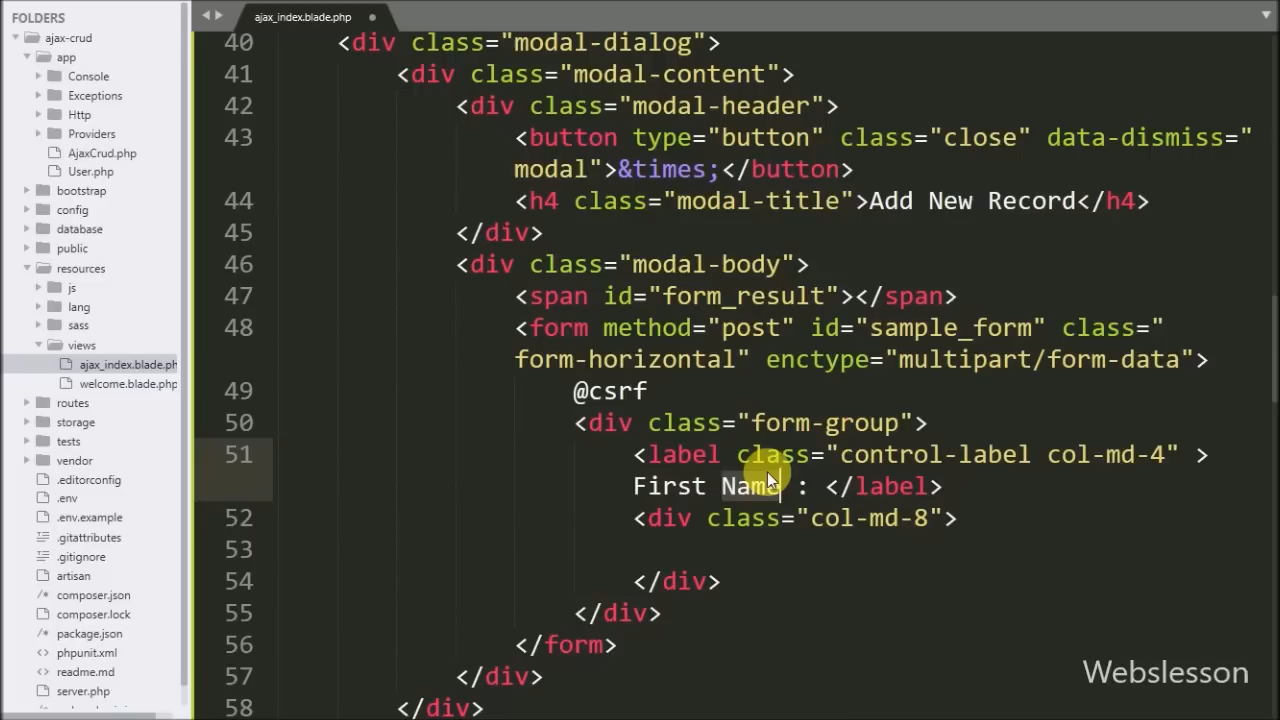 FOLDERS
ajax-crud
app
Console
Exceptions
Http
Providers
AjaxCrud.php
User.php
bootstrap
config
database
public
resources
js
lang
sass
views
ajax_index.blade.ph
welcome.blade.php
routes
storage
tests
vendor
.editorconfig
.env
.env.example
.gitattributes
.gitignore
artisan
composer.json
composer.lock
package.json
phpunit.xml
readme.md
server.php
ajax_index.blade.php
40 <div class="modal-dialog">
41 <div class="modal-content">
42 <div class="modal-header">
43 <button type="button" class="close" data-dismiss="
modal">&times;</button>
44 <h4 class="modal-title">Add New Record</h4>
45 </div>
46 <div class="modal-body">
47 <span id="form_result"></span>
48 <form method="post" id="sample_form" class="
form-horizontal" enctype="multipart/form-data">
49 @csrf
50 <div class="form-group">
51 <label class="control-label col-md-4" >
First Name : </label>
52 <div class="col-md-8">
53
54 </div>
55 </div>
56 </form>
57 </div>
58 </div>
Webslesson